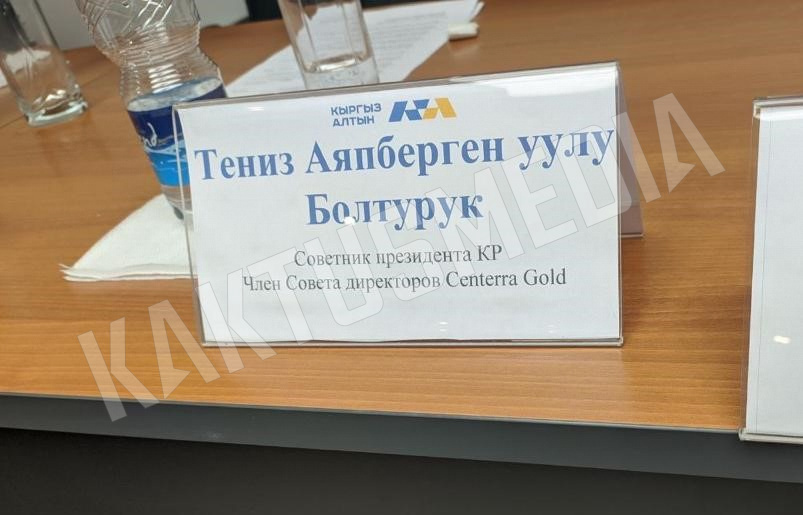 КЫРГЫЗ
АЛТЫН
Тениз Аяпберген уулу
Болтурук
Советник президента КР
Член Совета директоров Centerra Gold
KAKTUSMEDIA